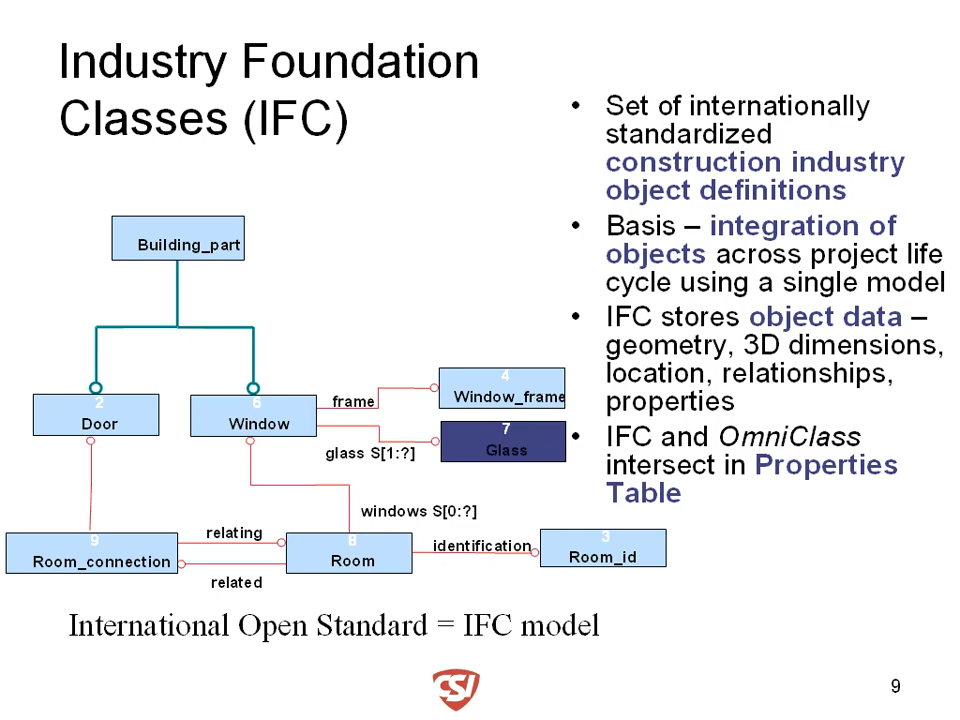 Industry Foundation
Classes (IFC)
• Set of internationally
standardized
construction industry
object definitions
• Basis – integration of
objects across project life
cycle using a single model
• IFC stores object data –
geometry, 3D dimensions,
location, relationships,
properties
• IFC and OmniClass
intersect in Properties
Table
Building_part
2
Door
6
Window
frame
4
Window_frame
glass S[1:?]
7
Glass
windows S[0:?]
9
Room_connection
relating
related
8
Room
identification
3
Room_id
International Open Standard = IFC model
CSI
9